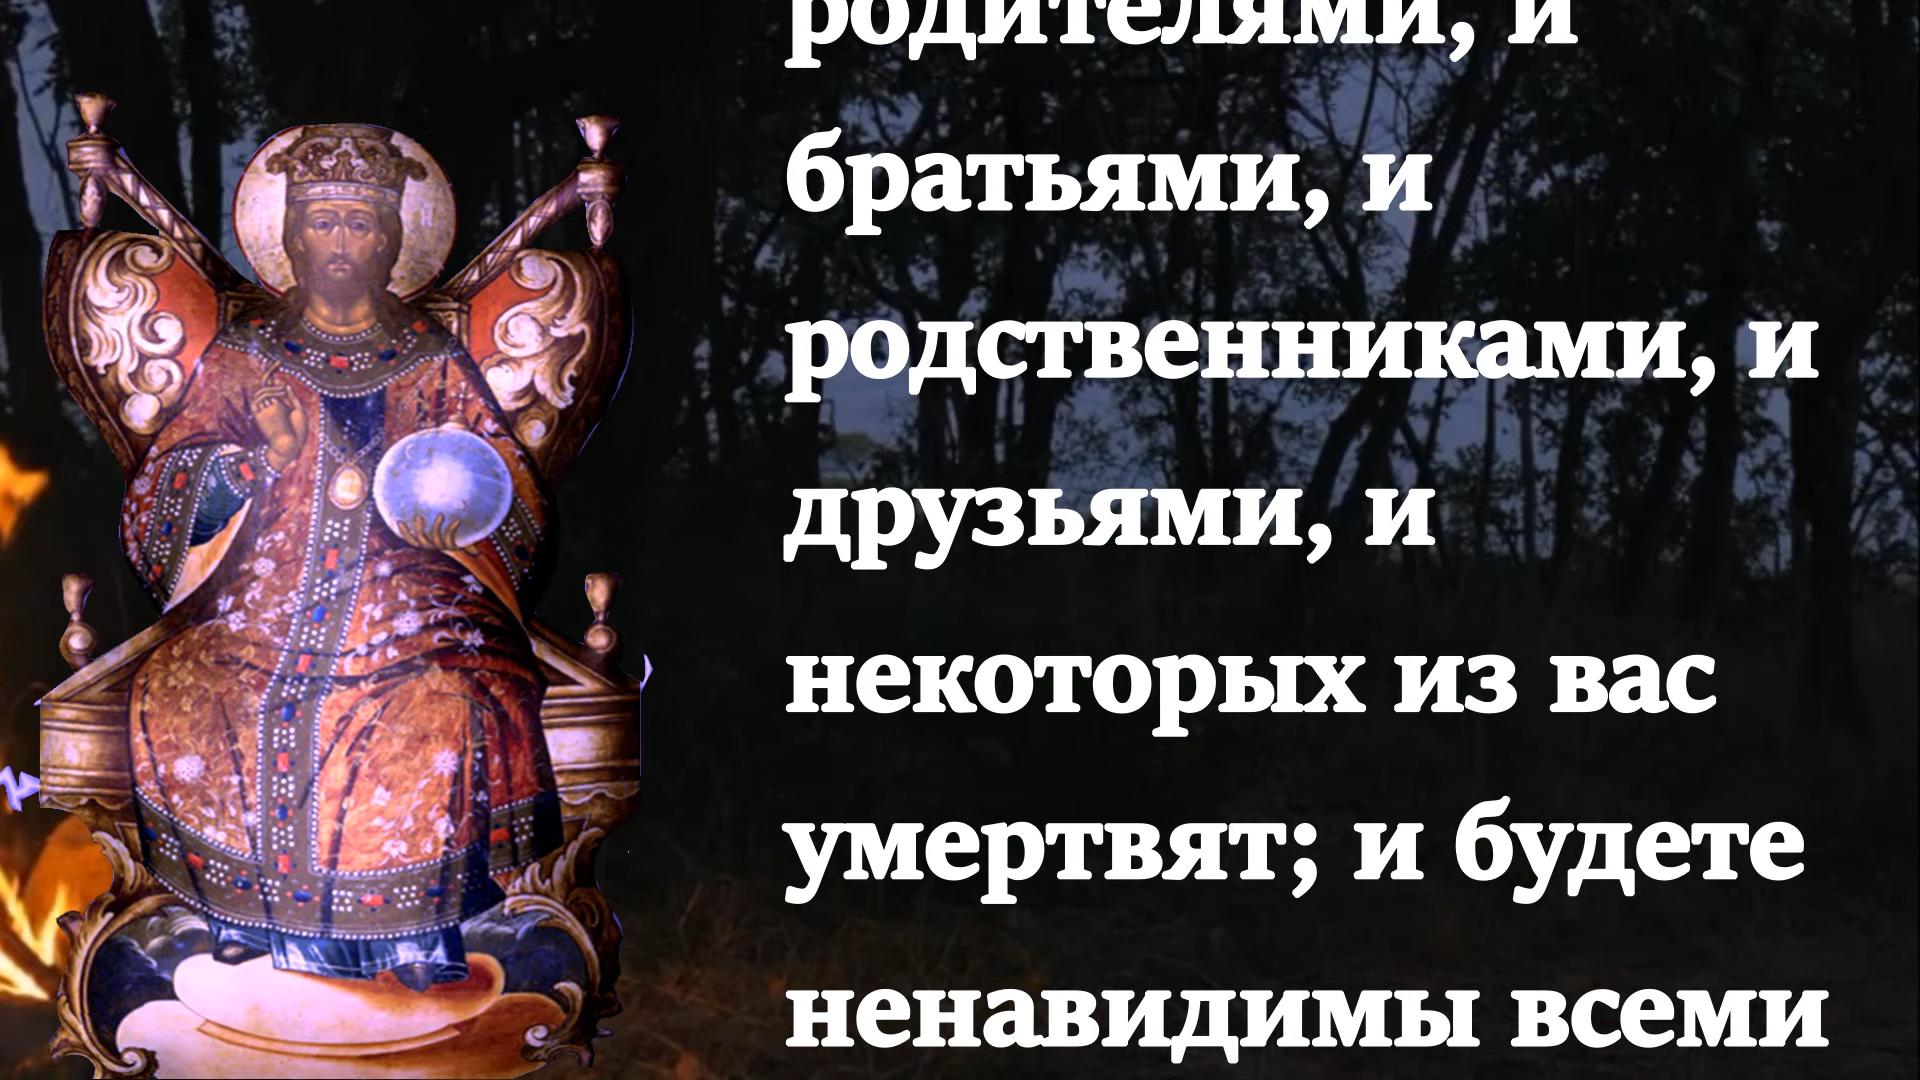 родителями, и
братьями, и
родственниками, и
друзьями, и
некоторых из вас
умертвят; и будете
ненавидимы всеми